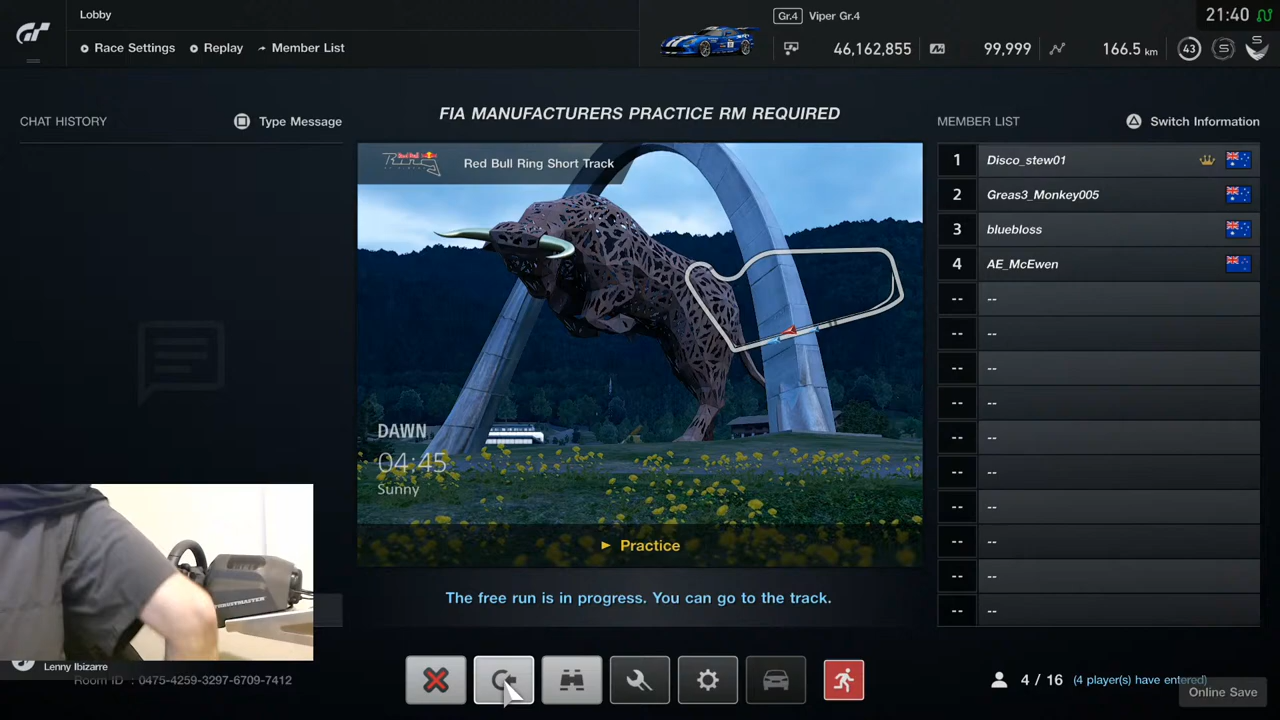 Lobby
Gr.4 Viper Gr.4
21:40
Race Settings Replay Member List
46,162,855 99,999 166.5 km 43 S S
CHAT HISTORY Type Message
FIA MANUFACTURERS PRACTICE RM REQUIRED
MEMBER LIST Switch Information
Red Bull Ring Short Track
1 Disco_stew01
2 Greas3_Monkey005
3 bluebloss
4 AE_McEwen
-- --
-- --
-- --
-- --
-- --
-- --
-- --
-- --
-- --
-- --
DAWN
04:45
Sunny
Practice
THRUSTMASTER
The free run is in progress. You can go to the track.
Lenny Ibizarre
Room ID : 0475-4259-3297-6709-7412
4 / 16 (4 player(s) have entered)
Online Save